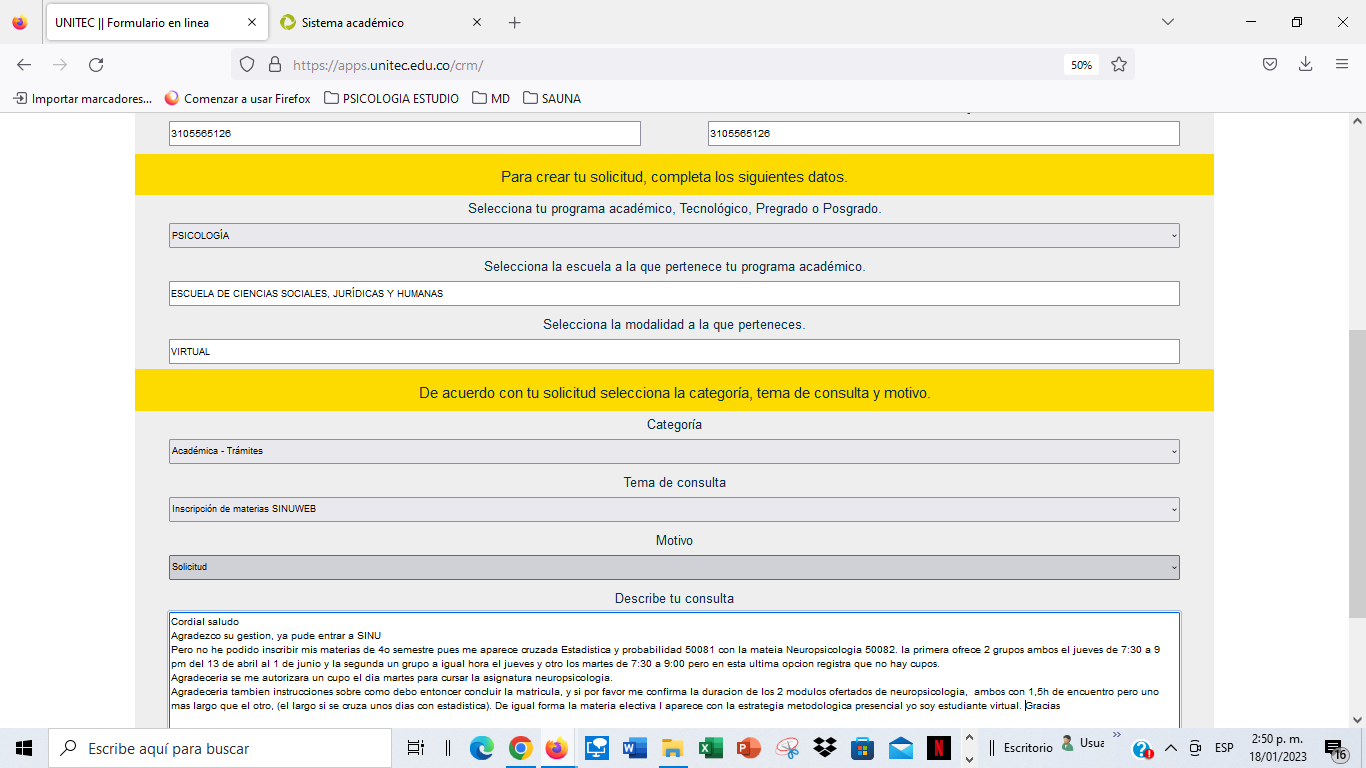 UNITEC || Formulario en linea
Sistema académico
https://apps.unitec.edu.co/crm/
50%
Importar marcadores...
Comenzar a usar Firefox
PSICOLOGIA ESTUDIO
MD
SAUNA
3105565126
3105565126
Para crear tu solicitud, completa los siguientes datos.
Selecciona tu programa académico, Tecnológico, Pregrado o Posgrado.
PSICOLOGÍA
Selecciona la escuela a la que pertenece tu programa académico.
ESCUELA DE CIENCIAS SOCIALES, JURÍDICAS Y HUMANAS
Selecciona la modalidad a la que perteneces.
VIRTUAL
De acuerdo con tu solicitud selecciona la categoría, tema de consulta y motivo.
Categoría
Académica - Trámites
Tema de consulta
Inscripción de materias SINUWEB
Motivo
Solicitud
Describe tu consulta
Cordial saludo
Agradezco su gestion, ya pude entrar a SINU
Pero no he podido inscribir mis materias de 4o semestre pues me aparece cruzada Estadistica y probabilidad 50081 con la mateia Neuropsicologia 50082. la primera ofrece 2 grupos ambos el jueves de 7:30 a 9
pm del 13 de abril al 1 de junio y la segunda un grupo a igual hora el jueves y otro los martes de 7:30 a 9:00 pero en esta ultima opcion registra que no hay cupos.
Agradeceria se me autorizara un cupo el dia martes para cursar la asignatura neuropsicologia.
Agradeceria tambien instrucciones sobre como debo entoncer concluir la matricula, y si por favor me confirma la duracion de los 2 modulos ofertados de neuropsicologia, ambos con 1,5h de encuentro pero uno
mas largo que el otro, (el largo si se cruza unos dias con estadistica). De igual forma la materia electiva I aparece con la estrategia metodologica presencial yo soy estudiante virtual. Gracias
Escribe aquí para buscar
Escritorio
Usua
ESP
2:50 p. m.
18/01/2023
16